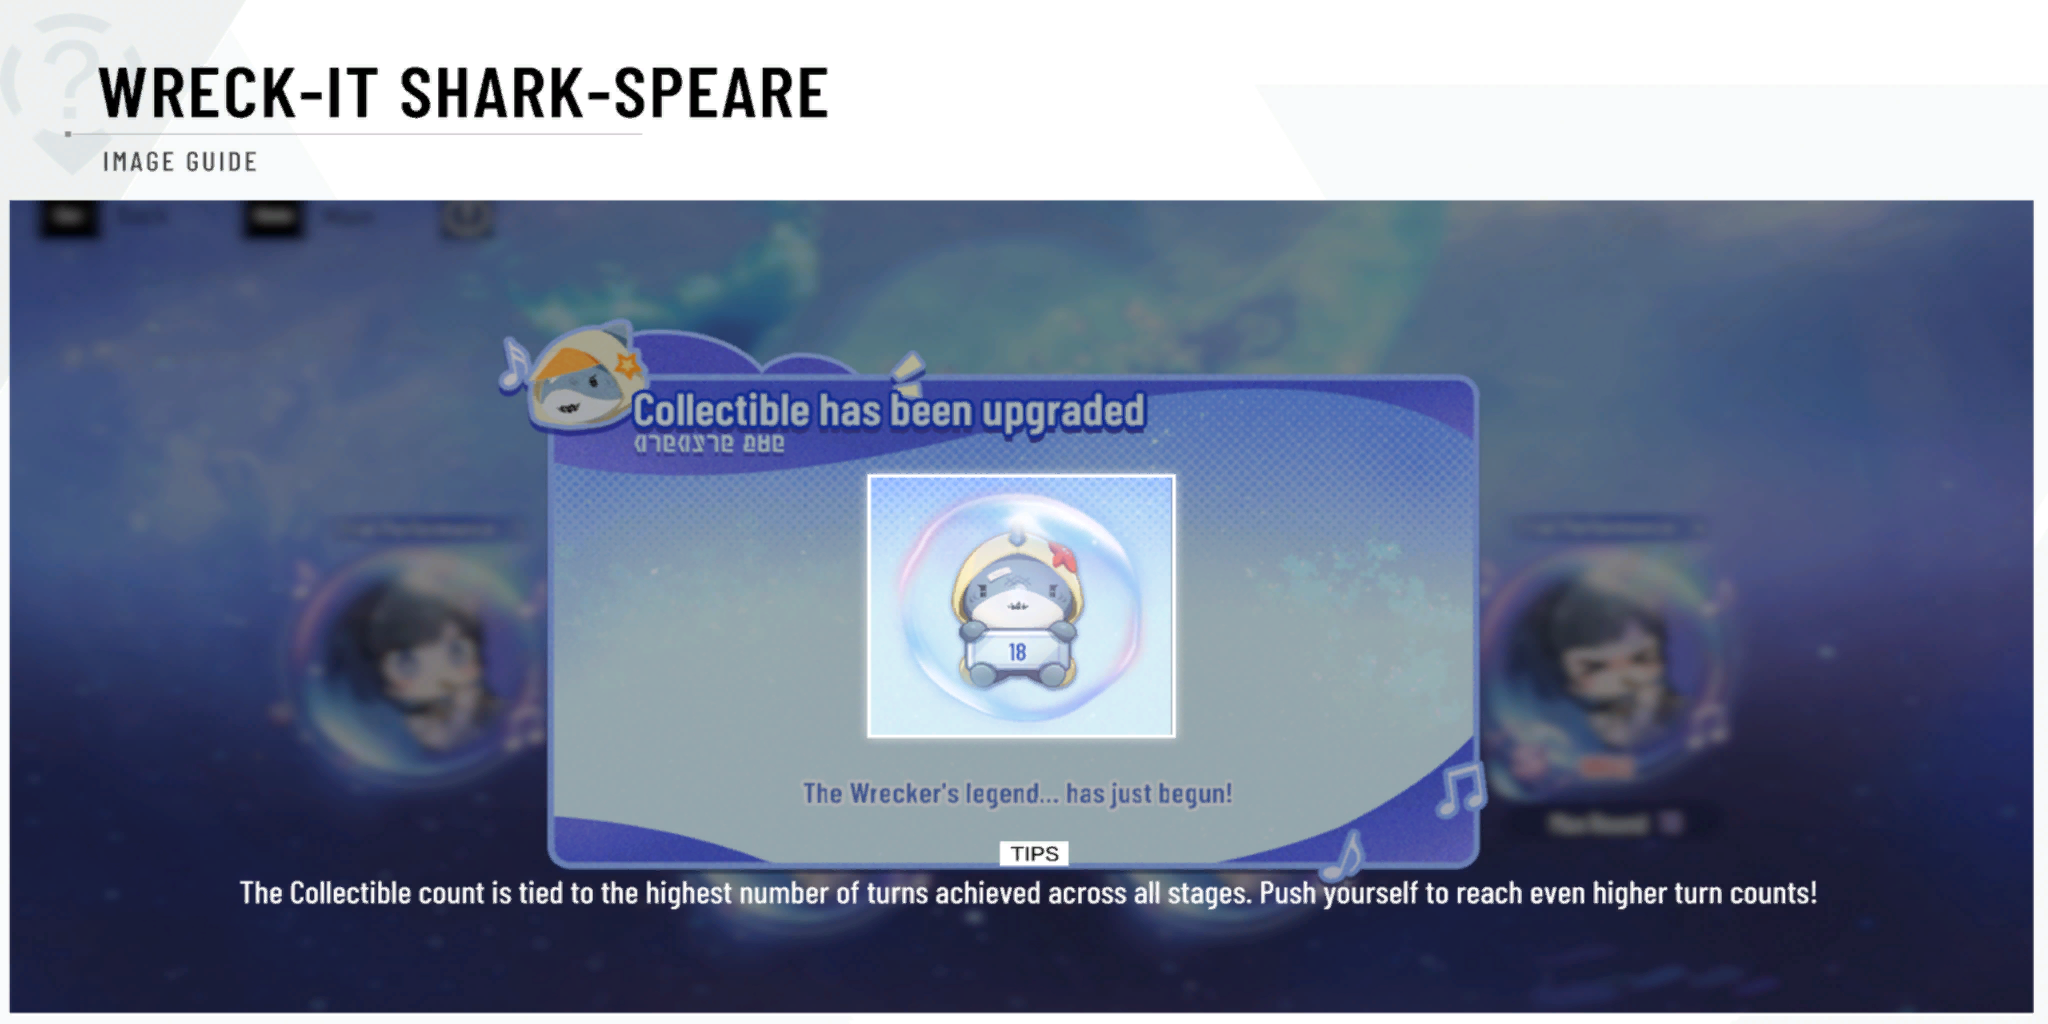 WRECK-IT SHARK-SPEARE
IMAGE GUIDE
Collectible has been upgraded
18
The Wrecker's legend... has just begun!
TIPS
The Collectible count is tied to the highest number of turns achieved across all stages. Push yourself to reach even higher turn counts!